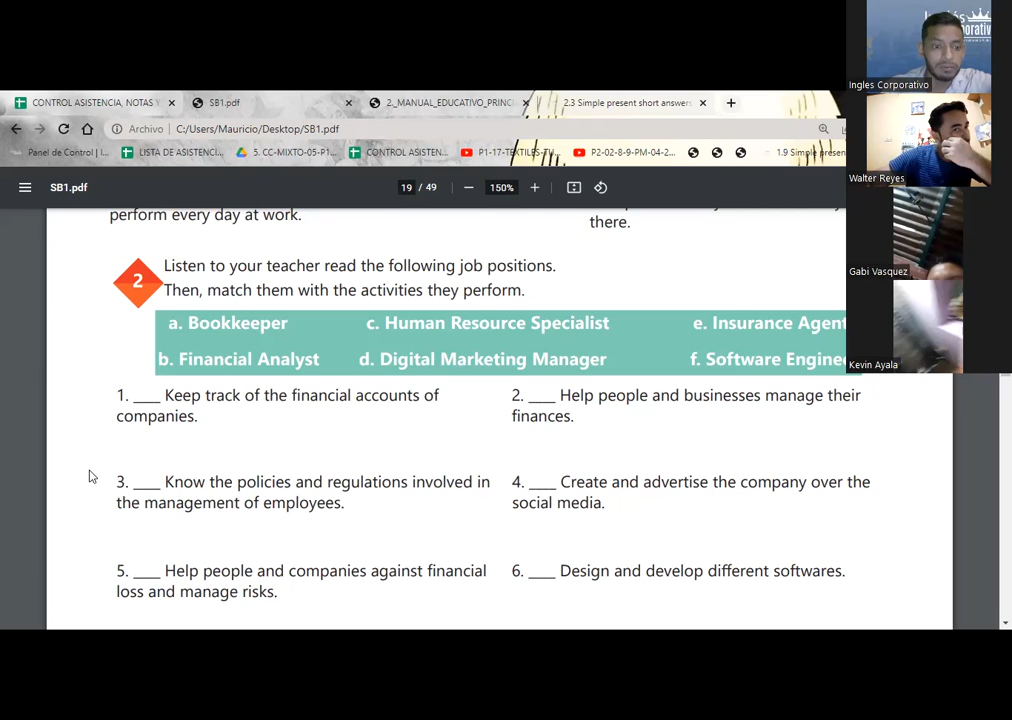 Inglés
orporativ
Ingles Corporativo
Walter Reyes
Gabi Vasquez
Kevin Ayala
CONTROL ASISTENCIA, NOTAS Y
SB1.pdf
2._MANUAL_EDUCATIVO_PRINC
2.3 Simple present short answers
Archivo
C:/Users/Mauricio/Desktop/SB1.pdf
Panel de Control | I...
LISTA DE ASISTENCI...
5. CC-MIXTO-05-P1...
CONTROL ASISTEN...
P1-17-TEXTILES-TU...
P2-02-8-9-PM-04-2...
1.9 Simple presen
SB1.pdf
19 / 49
150%
perform every day at work.
there.
2
Listen to your teacher read the following job positions.
Then, match them with the activities they perform.
a. Bookkeeper c. Human Resource Specialist e. Insurance Agent
b. Financial Analyst d. Digital Marketing Manager f. Software Enginee
1. ___ Keep track of the financial accounts of
companies.
2. ___ Help people and businesses manage their
finances.
3. ___ Know the policies and regulations involved in
the management of employees.
4. ___ Create and advertise the company over the
social media.
5. ___ Help people and companies against financial
loss and manage risks.
6. ___ Design and develop different softwares.